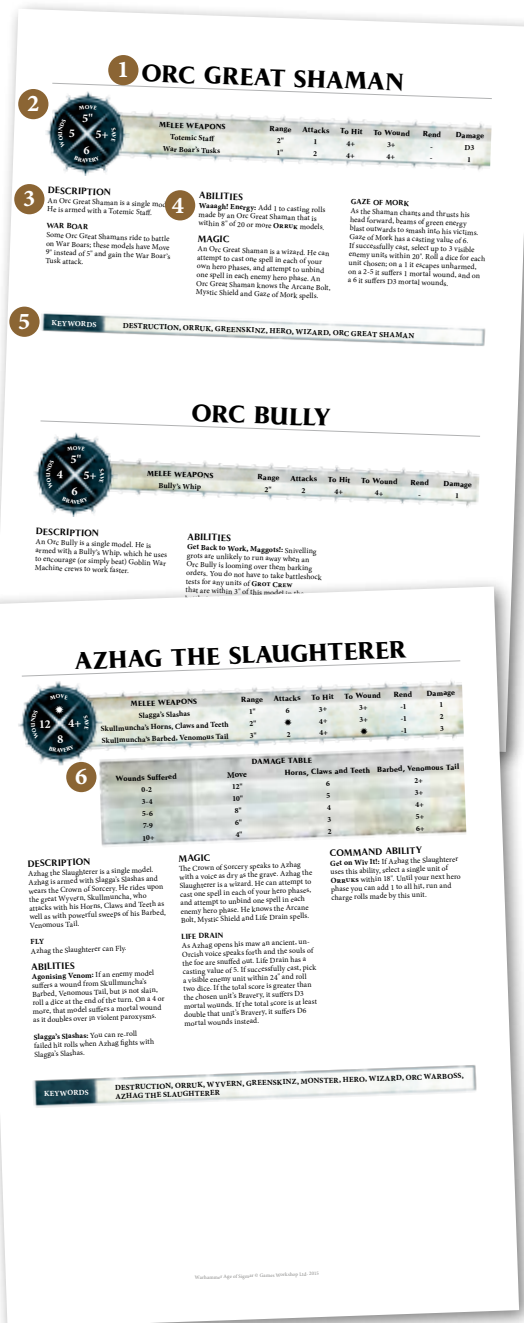 1 ORC GREAT SHAMAN
2
MOVE
5"
WOUNDS 5 5+ SAVE
6
BRAVERY
MELEE WEAPONS Range Attacks To Hit To Wound Rend Damage
Totemic Staff 2" 1 4+ 3+ - D3
War Boar's Tusks 1" 2 4+ 4+ - 1
3 DESCRIPTION
An Orc Great Shaman is a single
He is armed with a Totemic Staff.
WAR BOAR
Some Orc Great Shamans ride to battle
on War Boars; these models have Move
9" instead of 5" and gain the War Boar's
Tusk attack.
4 ABILITIES
Waaagh! Energy: Add 1 to casting rolls
made by an Orc Great Shaman that is
within 8" of 20 or more ORRUK models.
MAGIC
An Orc Great Shaman is a wizard. He can
attempt to cast one spell in each of your
own hero phases, and attempt to unbind
one spell in each enemy hero phase. An
Orc Great Shaman knows the Arcane Bolt,
Mystic Shield and Gaze of Mork spells.
GAZE OF MORK
As the Shaman chants and thrusts his
head forward, beams of green energy
blast outwards to smash into his victims.
Gaze of Mork has a casting value of 6.
If successfully cast, select up to 3 visible
enemy units within 20". Roll a dice for each
unit chosen; on a 1 it escapes unharmed,
on a 2-5 it suffers 1 mortal wound, and on
a 6 it suffers D3 mortal wounds.
5 KEYWORDS DESTRUCTION, ORRUK, GREENSKINZ, HERO, WIZARD, ORC GREAT SHAMAN
ORC BULLY
MOVE
5"
WOUNDS 4 5+ SAVE
6
BRAVERY
MELEE WEAPONS Range Attacks To Hit To Wound Rend Damage
Bully's Whip 2" 2 4+ 4+ - 1
DESCRIPTION
An Orc Bully is a single model. He is
armed with a Bully's Whip, which he uses
to encourage (or simply beat) Goblin War
Machine crews to work faster.
ABILITIES
Get Back to Work, Maggots!: Snivelling
grots are unlikely to run away when an
Orc Bully is looming over them barking
orders. You do not have to take battleshock
tests for any units of GROT CREW
that are within 3" of this model in the
AZHAG THE SLAUGHTERER
MOVE
WOUNDS 12 4+ SAVE
8
BRAVERY
MELEE WEAPONS Range Attacks To Hit To Wound Rend Damage
Slagga's Slashas 1" 6 3+ 3+ -1 1
Skullmuncha's Horns, Claws and Teeth 2" ✹ 4+ 3+ -1 2
Skullmuncha's Barbed, Venomous Tail 3" 2 4+ ✹ -1 3
6 DAMAGE TABLE
Wounds Suffered Move Horns, Claws and Teeth Barbed, Venomous Tail
0-2 12" 6 2+
3-4 10" 5 3+
5-6 8" 4 4+
7-9 6" 3 5+
10+ 4" 2 6+
DESCRIPTION
Azhag the Slaughterer is a single model.
Azhag is armed with Slagga's Slashas and
wears the Crown of Sorcery. He rides upon
the great Wyvern, Skullmuncha, who
attacks with his Horns, Claws and Teeth as
well as with powerful sweeps of his Barbed,
Venomous Tail.
FLY
Azhag the Slaughterer can Fly.
ABILITIES
Agonising Venom: If an enemy model
suffers a wound from Skullmuncha's
Barbed, Venomous Tail, but is not slain,
roll a dice at the end of the turn. On a 4 or
more, that model suffers a mortal wound
as it doubles over in violent paroxysms.
Slagga's Slashas: You can re-roll
failed hit rolls when Azhag fights with
Slagga's Slashas.
MAGIC
The Crown of Sorcery speaks to Azhag
with a voice as dry as the grave. Azhag the
Slaughterer is a wizard. He can attempt to
cast one spell in each of your hero phases,
and attempt to unbind one spell in each
enemy hero phase. He knows the Arcane
Bolt, Mystic Shield and Life Drain spells.
LIFE DRAIN
As Azhag opens his maw an ancient, un-
Orcish voice speaks forth and the souls of
the foe are snuffed out. Life Drain has a
casting value of 5. If successfully cast, pick
a visible enemy unit within 24" and roll
two dice. If the total score is greater than
the chosen unit's Bravery, it suffers D3
mortal wounds. If the total score is at least
double that unit's Bravery, it suffers D6
mortal wounds instead.
COMMAND ABILITY
Get on Wiv It!: If Azhag the Slaughterer
uses this ability, select a single unit of
ORRUKS within 18". Until your next hero
phase you can add 1 to all hit, run and
charge rolls made by this unit.
KEYWORDS DESTRUCTION, ORRUK, WYVERN, GREENSKINZ, MONSTER, HERO, WIZARD, ORC WARBOSS,
AZHAG THE SLAUGHTERER
Warhammer Age of Sigmar © Games Workshop Ltd. 2015